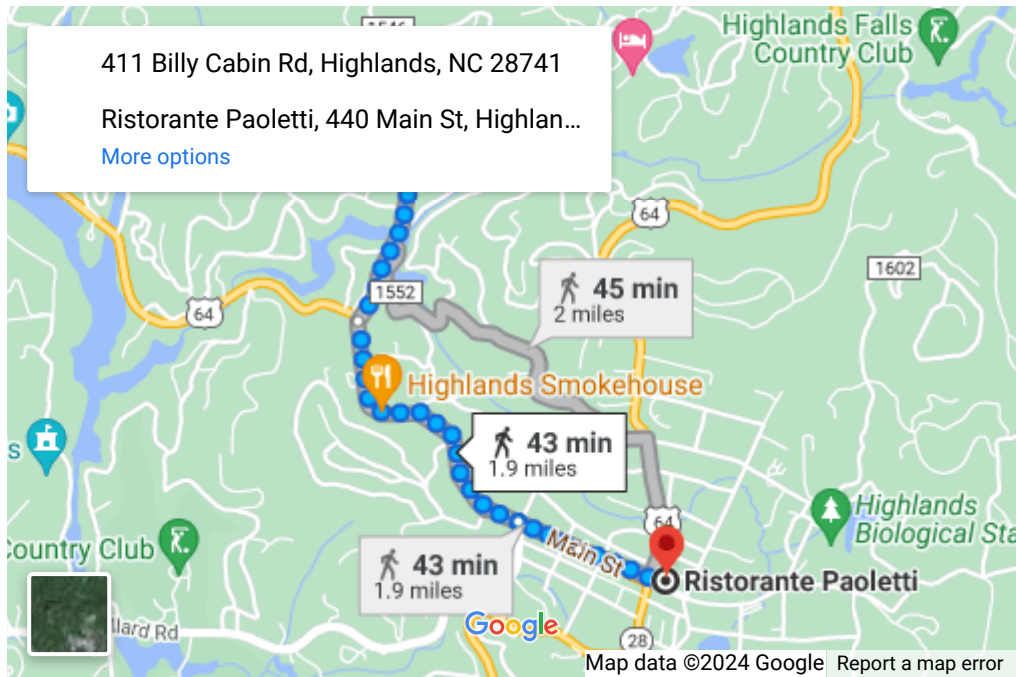 411 Billy Cabin Rd, Highlands, NC 28741
Ristorante Paoletti, 440 Main St, Highlan...
More options
Highlands Falls
Country Club
64
1602
45 min
2 miles
1552
64
Highlands Smokehouse
43 min
1.9 miles
s
Highlands
Biological Sta
64
Country Club
Main St
43 min
1.9 miles
Ristorante Paoletti
Google
llard Rd
28
Map data ©2024 Google
Report a map error